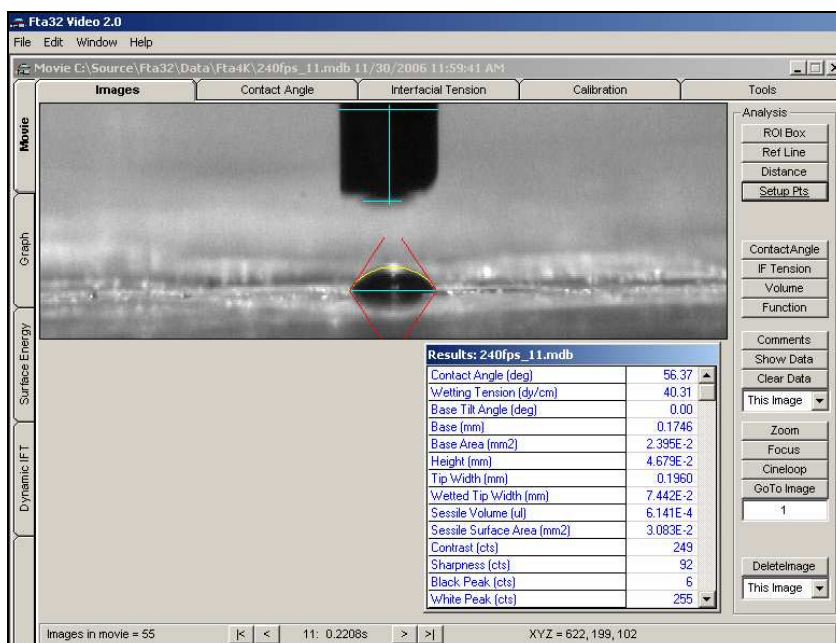 Fta32 Video 2.0
File Edit Window Help
Movie C:\Source\Fta32\Data\Fta4K\240fps_11.mdb 11/30/2006 11:59:41 AM
Images Contact Angle Interfacial Tension Calibration Tools
Movie
Graph
Surface Energy
Dynamic IFT
Analysis
ROI Box
Ref Line
Distance
Setup Pts
ContactAngle
IF Tension
Volume
Function
Comments
Show Data
Clear Data
This Image
Zoom
Focus
Cineloop
GoTo Image
1
DeleteImage
This Image
Results: 240fps_11.mdb
Contact Angle (deg) 56.37
Wetting Tension (dy/cm) 40.31
Base Tilt Angle (deg) 0.00
Base (mm) 0.1746
Base Area (mm2) 2.395E-2
Height (mm) 4.679E-2
Tip Width (mm) 0.1960
Wetted Tip Width (mm) 7.442E-2
Sessile Volume (ul) 6.141E-4
Sessile Surface Area (mm2) 3.083E-2
Contrast (cts) 249
Sharpness (cts) 92
Black Peak (cts) 6
White Peak (cts) 255
Images in movie = 55 |< < 11: 0.2208s > >| XYZ = 622, 199, 102